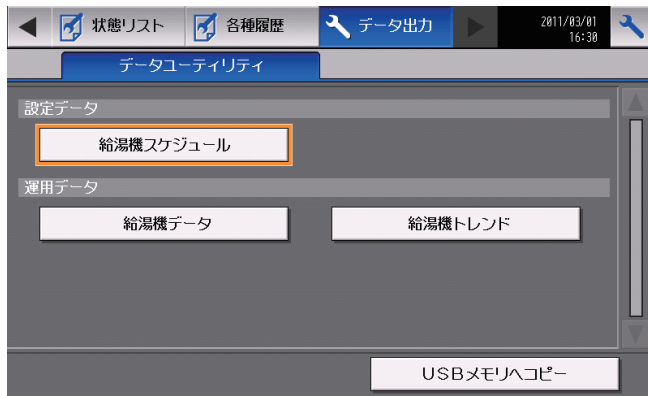 状態リスト 各種履歴 データ出力 2011/03/01
16:30
データユーティリティ
設定データ
給湯機スケジュール
運用データ
給湯機データ 給湯機トレンド
USBメモリへコピー